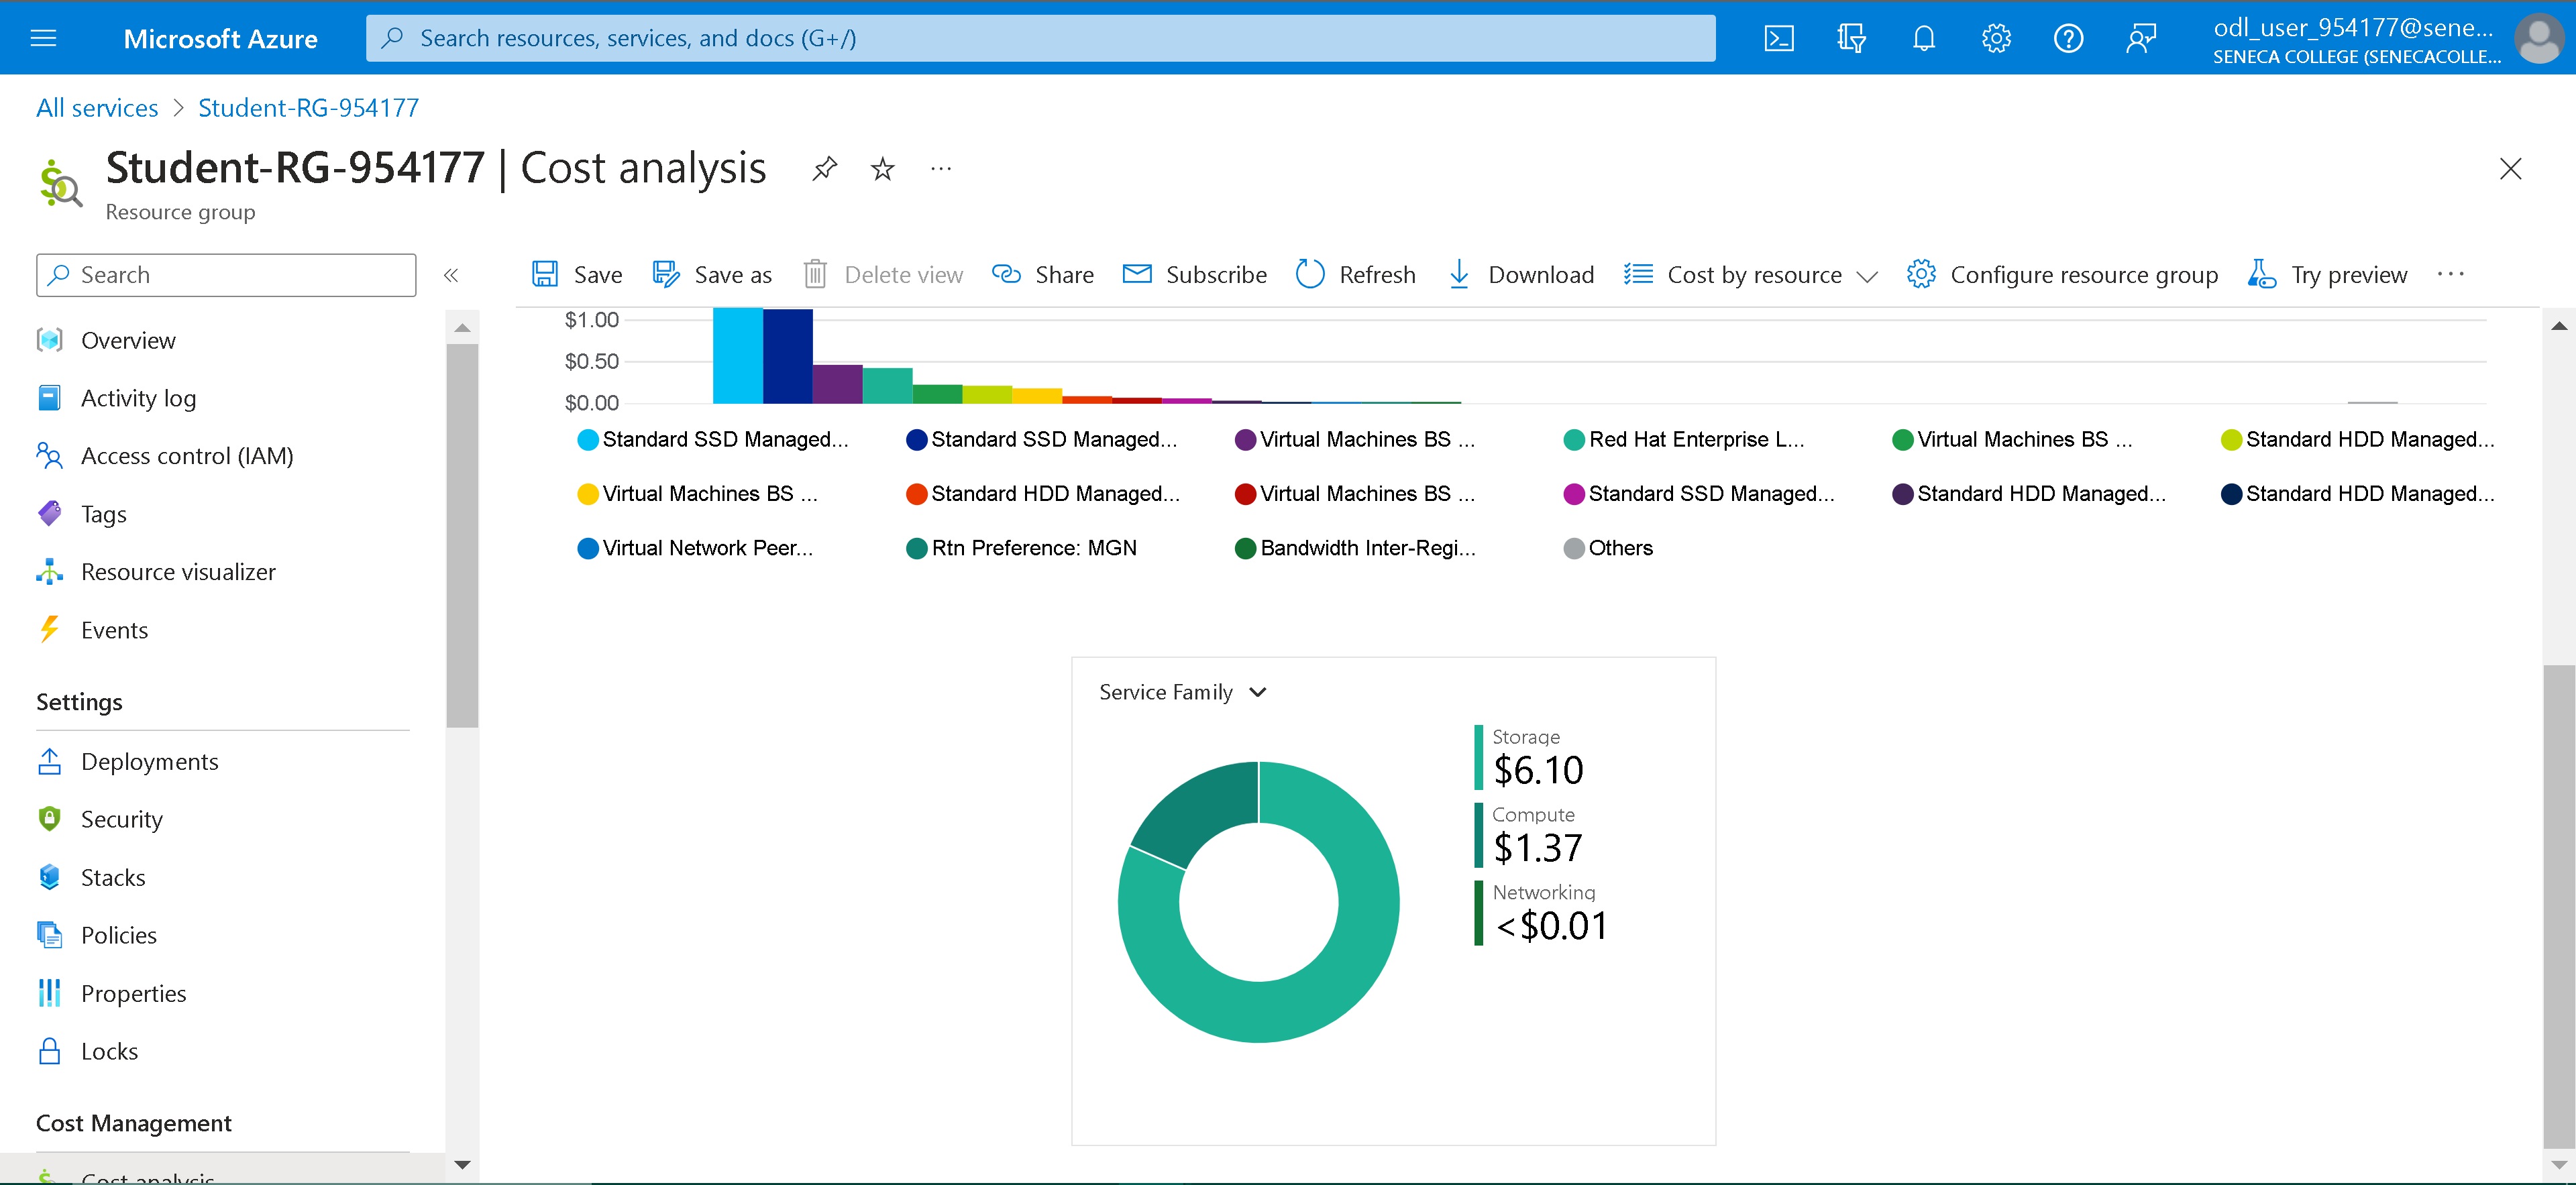 Microsoft Azure
Search resources, services, and docs (G+/)
odl_user_954177@sene...
SENECA COLLEGE (SENECACOLLE...
All services > Student-RG-954177
Student-RG-954177 | Cost analysis
Resource group
Search
Save
Save as
Delete view
Share
Subscribe
Refresh
Download
Cost by resource
Configure resource group
Try preview
Overview
Activity log
Access control (IAM)
Tags
Resource visualizer
Events
Settings
Deployments
Security
Stacks
Policies
Properties
Locks
Cost Management
Cost analysis
$1.00
$0.50
$0.00
Standard SSD Managed...
Standard SSD Managed...
Virtual Machines BS ...
Red Hat Enterprise L...
Virtual Machines BS ...
Standard HDD Managed...
Virtual Machines BS ...
Standard HDD Managed...
Virtual Machines BS ...
Standard SSD Managed...
Standard HDD Managed...
Standard HDD Managed...
Virtual Network Peer...
Rtn Preference: MGN
Bandwidth Inter-Regi...
Others
Service Family
Storage
$6.10
Compute
$1.37
Networking
<$0.01